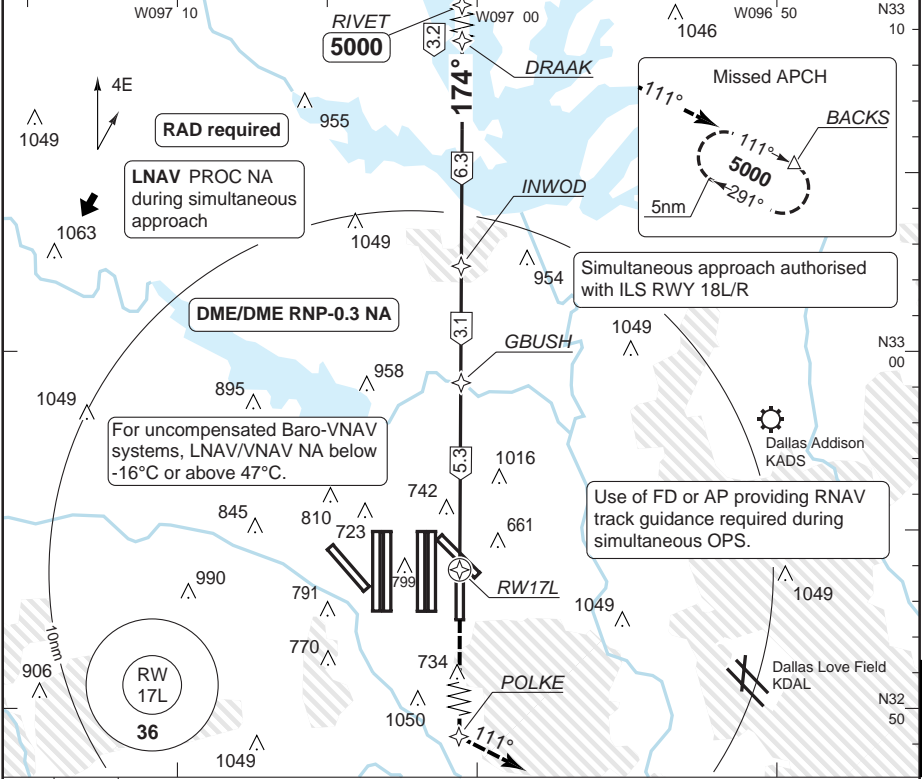 W097 10
W097 00
W096 50
N33
10
RIVET
5000
3.2
1046
DRAAK
174°
4E
1049
955
RAD required
Missed APCH
111°
BACKS
111°
5000
291°
5nm
LNAV PROC NA
during simultaneous
approach
6.3
INWOD
1063
1049
954
Simultaneous approach authorised
with ILS RWY 18L/R
DME/DME RNP-0.3 NA
3.1
GBUSH
1049
N33
00
958
895
1049
Dallas Addison
KADS
For uncompensated Baro-VNAV
systems, LNAV/VNAV NA below
-16°C or above 47°C.
5.3
1016
742
Use of FD or AP providing RNAV
track guidance required during
simultaneous OPS.
845
810
723
661
799
990
791
RW17L
1049
1049
10nm
770
734
906
RW
17L
36
POLKE
Dallas Love Field
KDAL
1050
N32
50
111°
1049